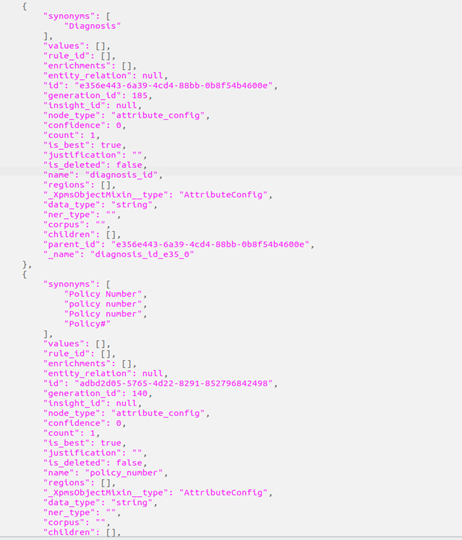 {
"synonyms": [
"Diagnosis"
],
"values": [],
"rule_id": [],
"enrichments": [],
"entity_relation": null,
"id": "e356e443-6a39-4cd4-88bb-0b8f54b4600e",
"generation_id": 185,
"insight_id": null,
"node_type": "attribute_config",
"confidence": 0,
"count": 1,
"is_best": true,
"justification": "",
"is_deleted": false,
"name": "diagnosis_id",
"regions": [],
"_XpmsObjectMixin__type": "AttributeConfig",
"data_type": "string",
"ner_type": "",
"corpus": "",
"children": [],
"parent_id": "e356e443-6a39-4cd4-88bb-0b8f54b4600e",
"_name": "diagnosis_id_e35_0"
},
{
"synonyms": [
"Policy Number",
"policy number",
"Policy number",
"Policy#"
],
"values": [],
"rule_id": [],
"enrichments": [],
"entity_relation": null,
"id": "adbd2d05-5765-4d22-8291-852796842498",
"generation_id": 140,
"insight_id": null,
"node_type": "attribute_config",
"confidence": 0,
"count": 1,
"is_best": true,
"justification": "",
"is_deleted": false,
"name": "policy_number",
"regions": [],
"_XpmsObjectMixin__type": "AttributeConfig",
"data_type": "string",
"ner_type": "",
"corpus": "",
"children": [],